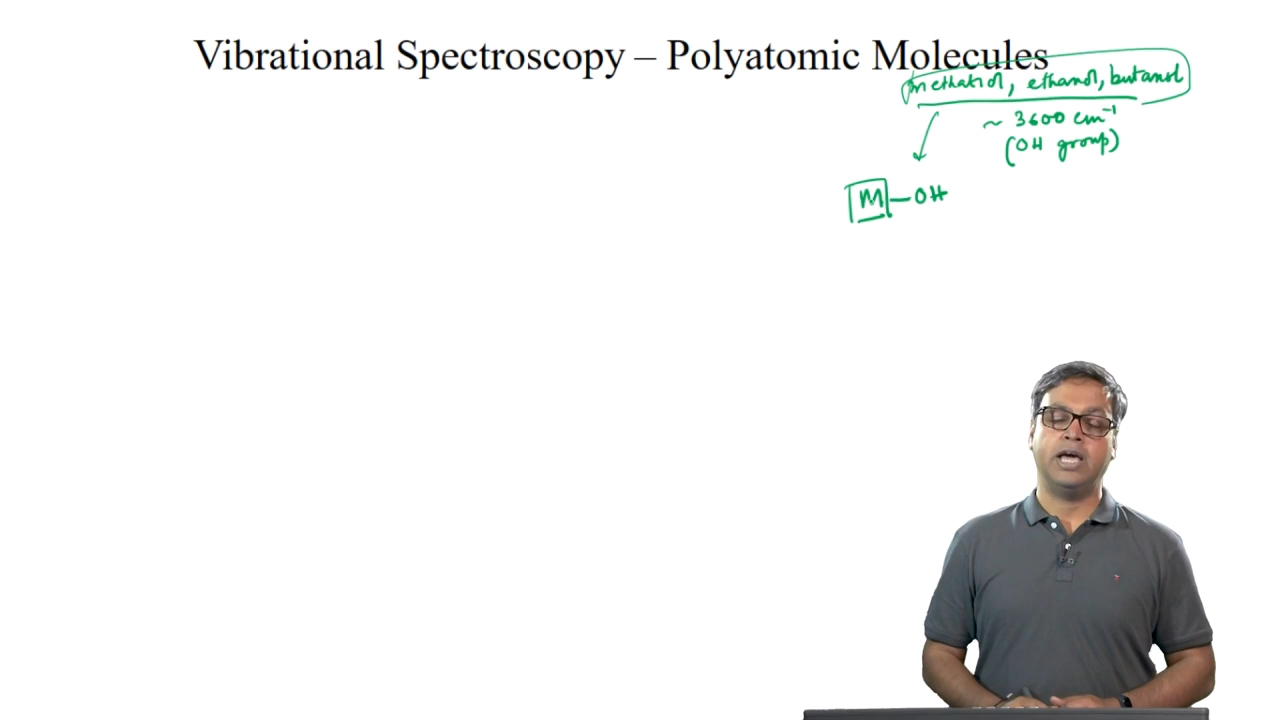 Vibrational Spectroscopy – Polyatomic Molecules
methanol, ethanol, butanol
~ 3600 cm⁻¹
(OH group)
M—OH